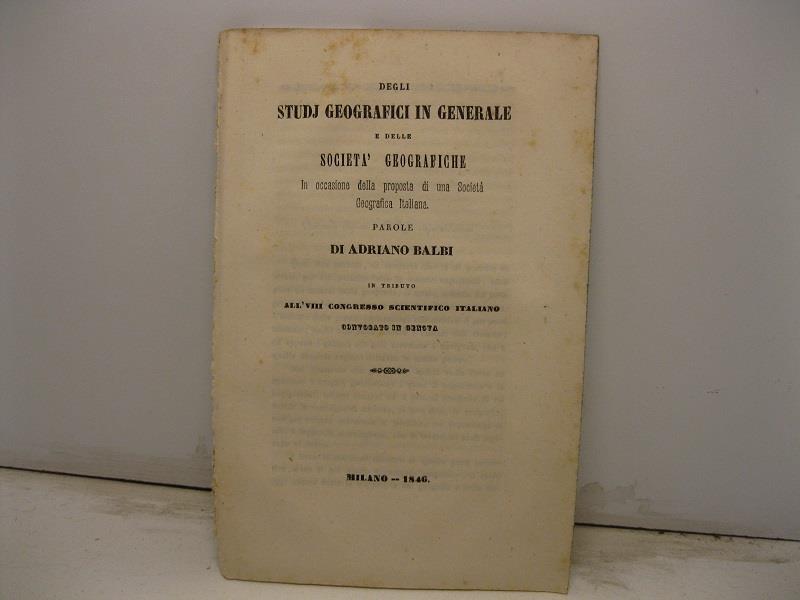 DEGLI
STUDJ GEOGRAFICI IN GENERALE
E DELLE
SOCIETA' GEOGRAFICHE
In occasione della proposta di una Società
Geografica Italiana.
PAROLE
DI ADRIANO BALBI
IN TRIBUTO
ALL'VIII CONGRESSO SCIENTIFICO ITALIANO
CONVOCATO IN GENOVA
MILANO -- 1846.